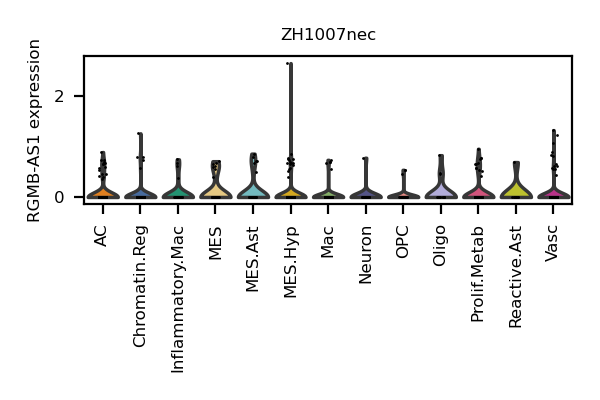 ZH1007nec
RGMB-AS1 expression
2
0
AC
Chromatin.Reg
Inflammatory.Mac
MES
MES.Ast
MES.Hyp
Mac
Neuron
OPC
Oligo
Prolif.Metab
Reactive.Ast
Vasc